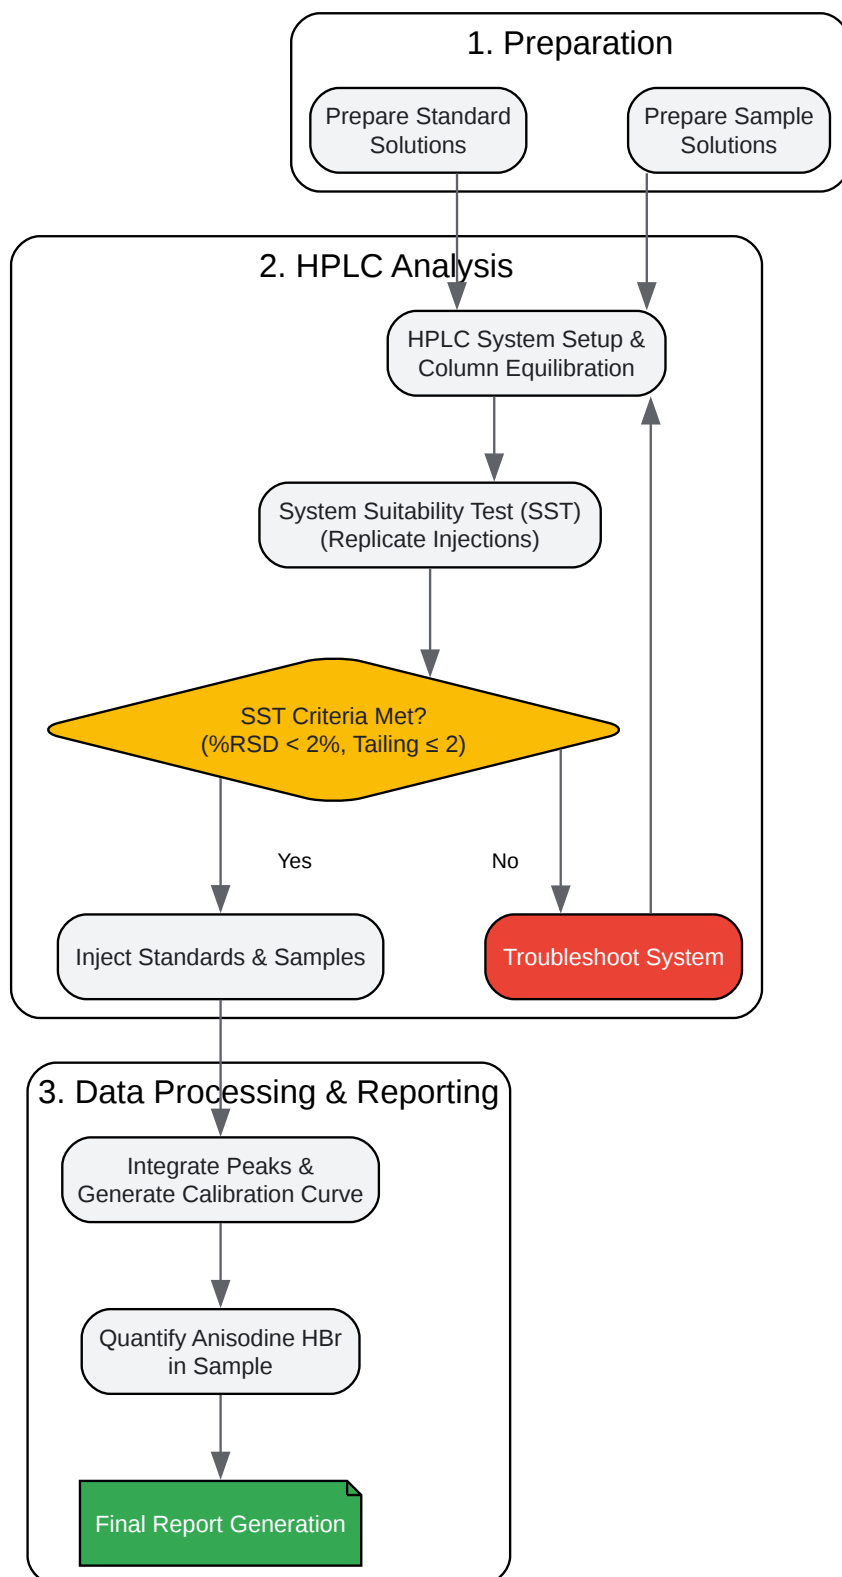 1. Preparation
Prepare Standard
Solutions
Prepare Sample
Solutions
2. HPLC Analysis
HPLC System Setup &
Column Equilibration
System Suitability Test (SST)
(Replicate Injections)
SST Criteria Met?
(%RSD < 2%, Tailing ≤ 2)
Yes
No
Inject Standards & Samples
Troubleshoot System
3. Data Processing & Reporting
Integrate Peaks &
Generate Calibration Curve
Quantify Anisodine HBr
in Sample
Final Report Generation